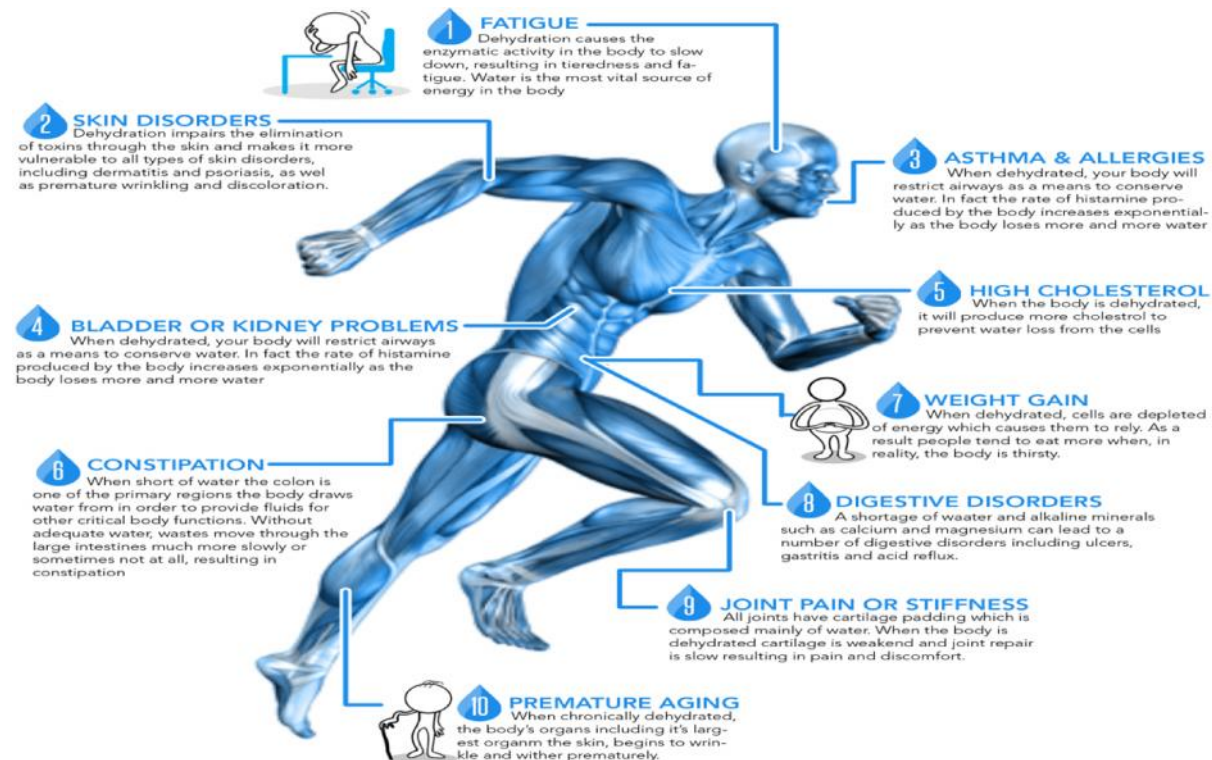 1 FATIGUE
Dehydration causes the
enzymatic activity in the body to slow
down, resulting in tieredness and fa-
tigue. Water is the most vital source of
energy in the body
2 SKIN DISORDERS
Dehydration impairs the elimination
of toxins through the skin and makes it more
vulnerable to all types of skin disorders,
including dermatitis and psoriasis, as wel
as premature wrinkling and discoloration.
3 ASTHMA & ALLERGIES
When dehydrated, your body will
restrict airways as a means to conserve
water. In fact the rate of histamine pro-
duced by the body increases exponential-
ly as the body loses more and more water
4 BLADDER OR KIDNEY PROBLEMS
When dehydrated, your body will restrict airways
as a means to conserve water. In fact the rate of histamine
produced by the body increases exponentially as the
body loses more and more water
5 HIGH CHOLESTEROL
When the body is dehydrated,
it will produce more cholestrol to
prevent water loss from the cells
6 CONSTIPATION
When short of water the colon is
one of the primary regions the body draws
water from in order to provide fluids for
other critical body functions. Without
adequate water, wastes move through the
large intestines much more slowly or
sometimes not at all, resulting in
constipation
7 WEIGHT GAIN
When dehydrated, cells are depleted
of energy which causes them to rely. As a
result people tend to eat more when, in
reality, the body is thirsty.
8 DIGESTIVE DISORDERS
A shortage of waater and alkaline minerals
such as calcium and magnesium can lead to a
number of digestive disorders including ulcers,
gastritis and acid reflux.
9 JOINT PAIN OR STIFFNESS
All joints have cartilage padding which is
composed mainly of water. When the body is
dehydrated cartilage is weakend and joint repair
is slow resulting in pain and discomfort.
10 PREMATURE AGING
When chronically dehydrated,
the body's organs including it's larg-
est organm the skin, begins to wrin-
kle and wither prematurely.